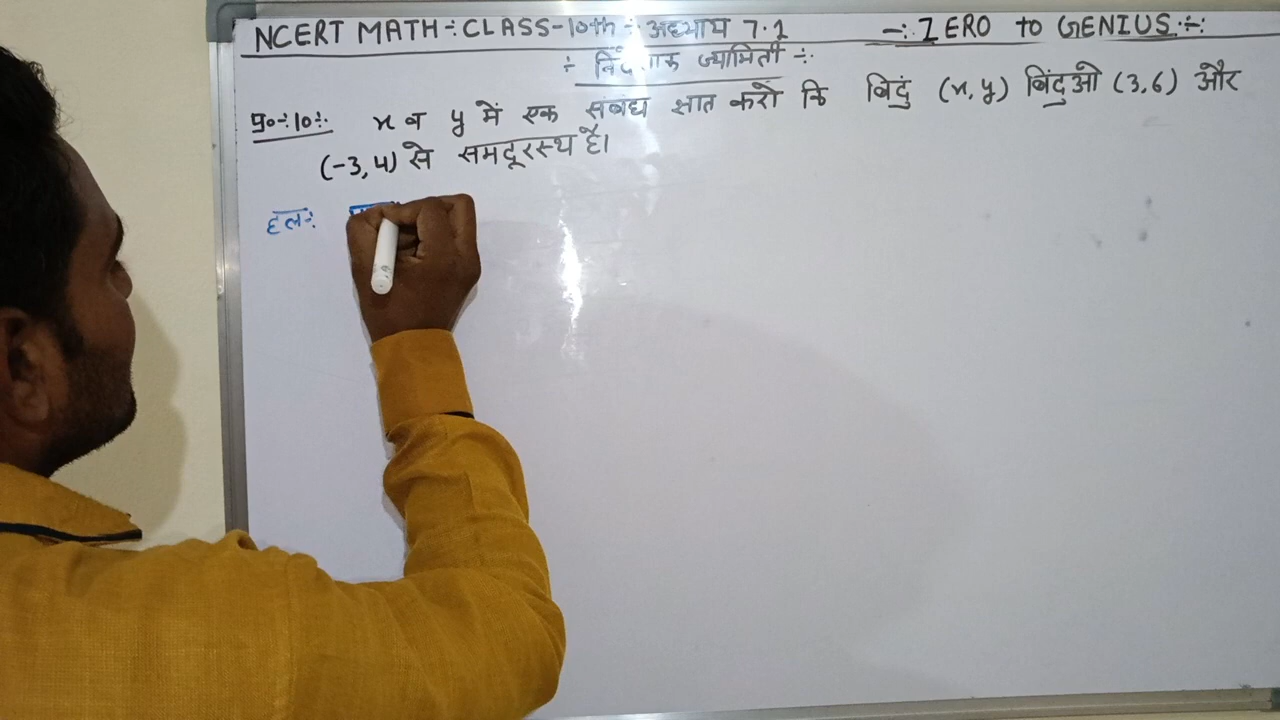 NCERT MATH÷CLASS-10th÷ अध्याय 7.1 -:ZERO to GENIUS÷:
÷ ज्यामिती ÷
प्र०÷10÷. x व y में एक संबंध ज्ञात करो कि बिंदुं (x,y) बिंदुओ (3,6) और
(-3,4) से समदूरस्थ है।
हल÷